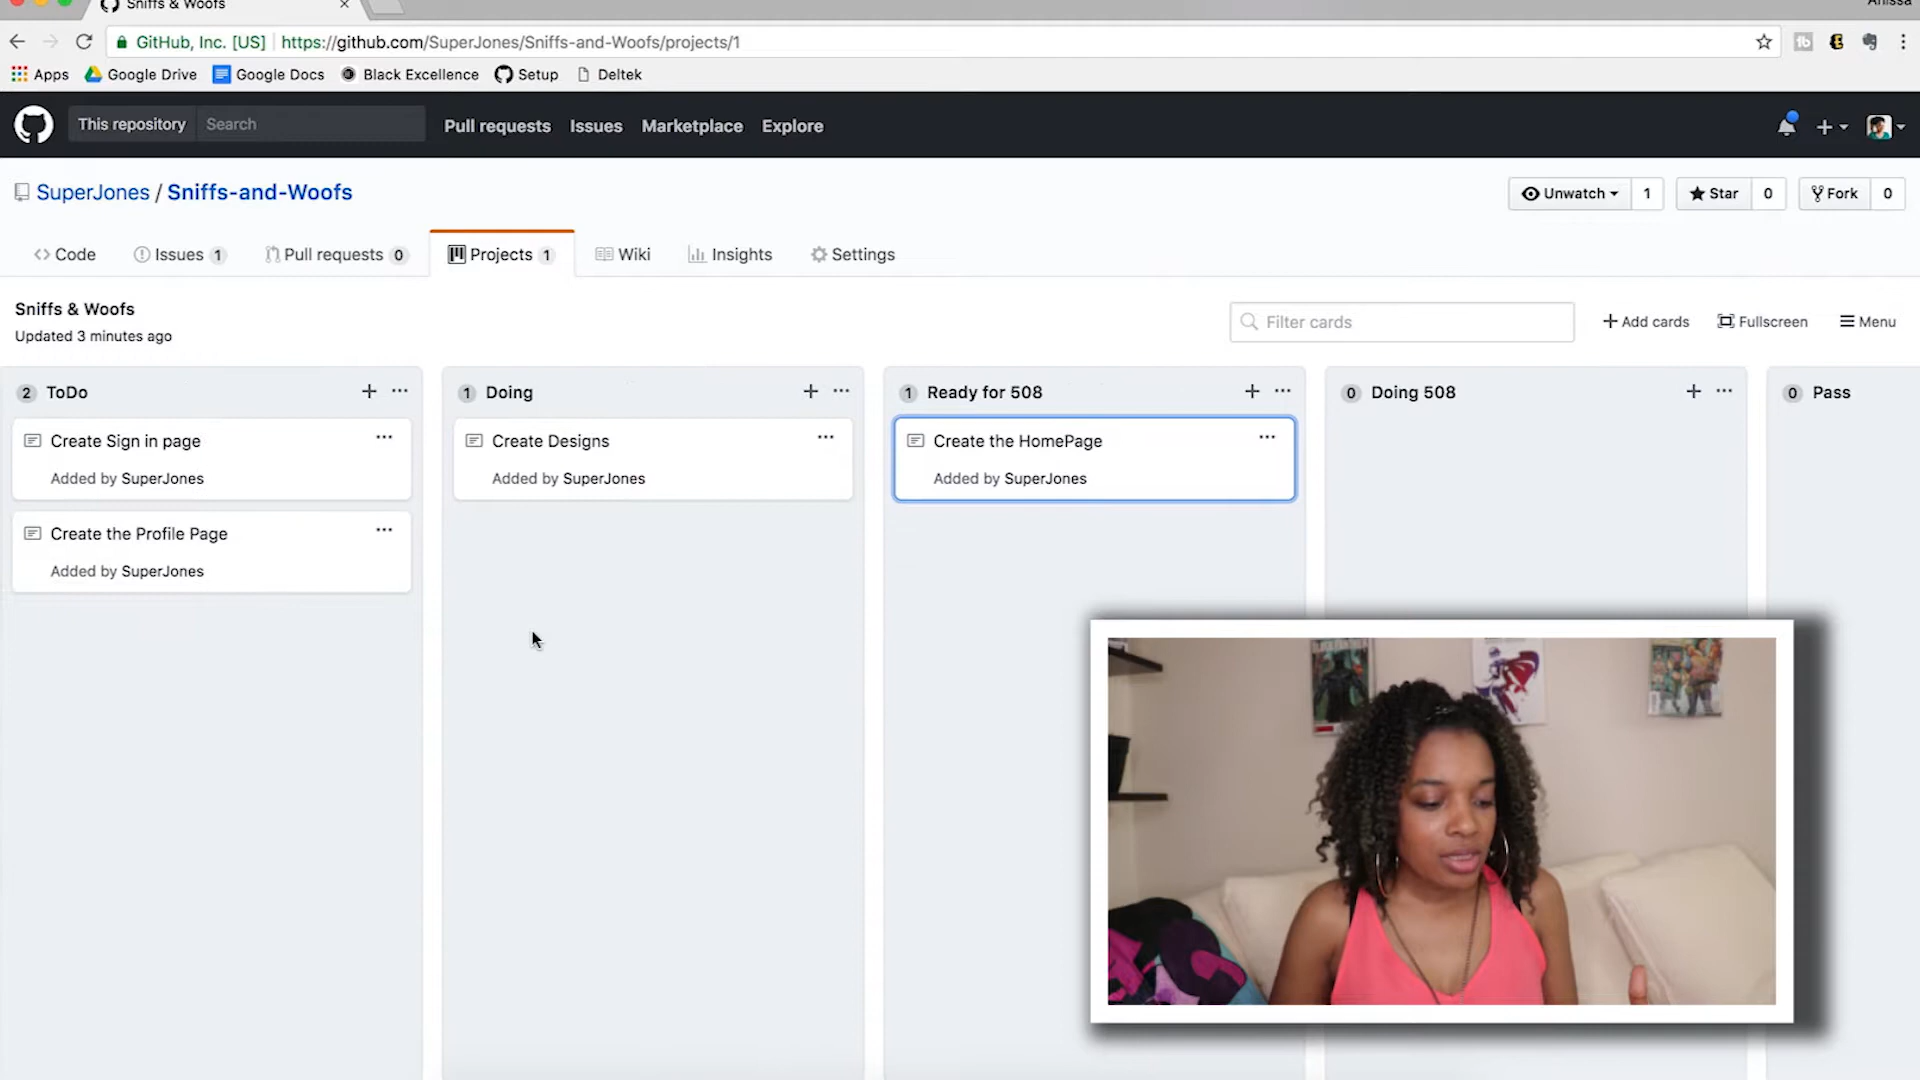 Sniffs & Woofs
GitHub, Inc. [US] https://github.com/SuperJones/Sniffs-and-Woofs/projects/1
Apps Google Drive Google Docs Black Excellence Setup Deltek
This repository Search Pull requests Issues Marketplace Explore
SuperJones / Sniffs-and-Woofs
Unwatch 1 Star 0 Fork 0
Code Issues 1 Pull requests 0 Projects 1 Wiki Insights Settings
Sniffs & Woofs
Updated 3 minutes ago
Filter cards
Add cards Fullscreen Menu
2 ToDo
Create Sign in page
Added by SuperJones
Create the Profile Page
Added by SuperJones
1 Doing
Create Designs
Added by SuperJones
1 Ready for 508
Create the HomePage
Added by SuperJones
0 Doing 508
0 Pass